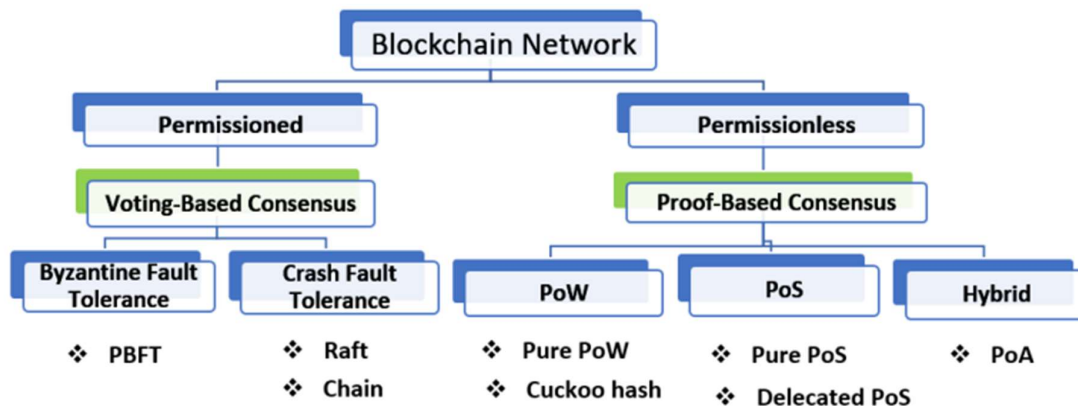 Blockchain Network
Permissioned
Permissionless
Voting-Based Consensus
Proof-Based Consensus
Byzantine Fault
Tolerance
Crash Fault
Tolerance
PoW
PoS
Hybrid
❖ PBFT
❖ Raft
❖ Chain
❖ Pure PoW
❖ Cuckoo hash
❖ Pure PoS
❖ Delecated PoS
❖ PoA